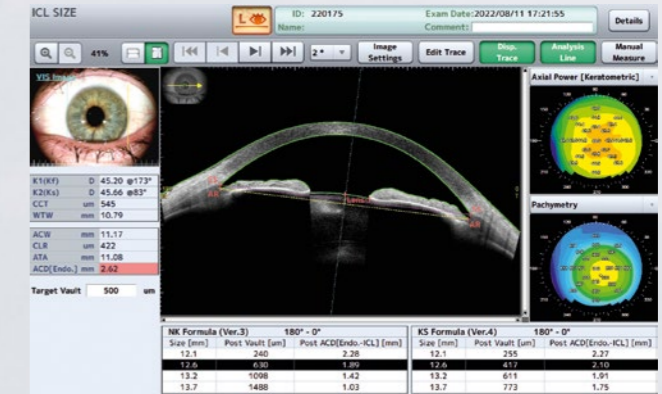 ICL SIZE
L
ID: 220175
Exam Date:2022/08/11 17:21:55
Name:
Comment:
Details
41%
2*
Image Settings
Edit Trace
Disp. Trace
Analysis Line
Manual Measure
VIS Image
Axial Power [Keratometric]
K1(Kf) D 45.20 @173°
K2(Ks) D 45.66 @83°
CCT um 545
WTW mm 10.79
ACW mm 11.17
CLR um 422
ATA mm 11.08
ACD[Endo.] mm 2.62
Target Vault 500 um
Pachymetry
NK Formula (Ver.3) 180° - 0°
Size [mm] Post Vault [um] Post ACD[Endo.-ICL] [mm]
12.1 240 2.28
12.6 630 1.89
13.2 1098 1.42
13.7 1488 1.03
KS Formula (Ver.4) 180° - 0°
Size [mm] Post Vault [um] Post ACD[Endo.-ICL] [mm]
12.1 255 2.27
12.6 417 2.10
13.2 611 1.91
13.7 773 1.75